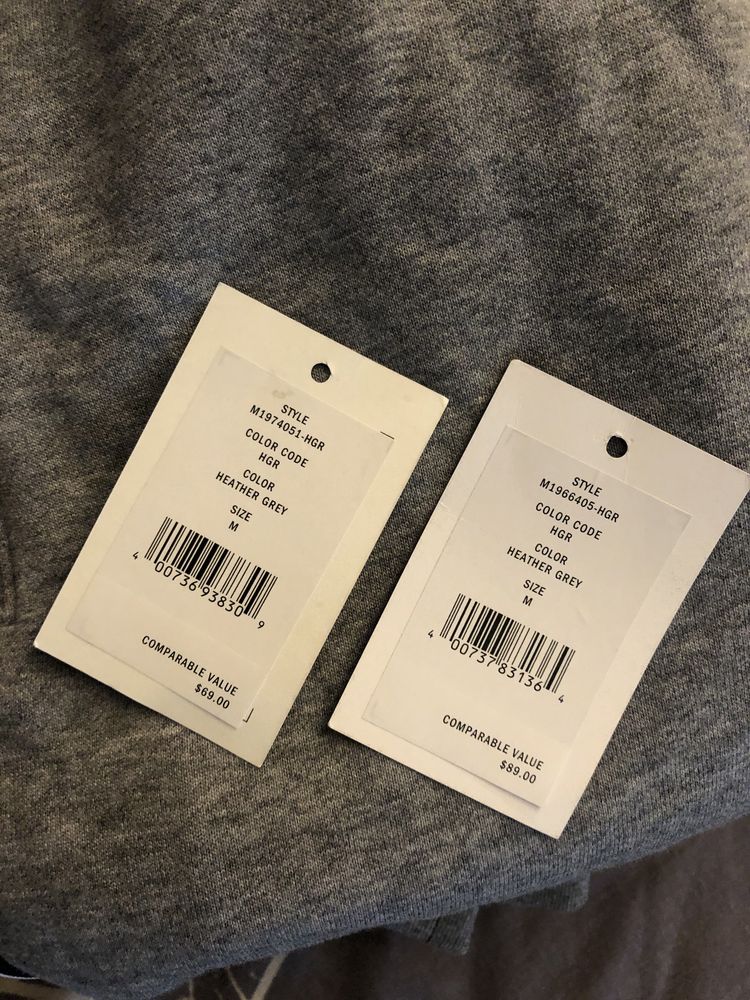 STYLE
M1974051-HGR
COLOR CODE
HGR
COLOR
HEATHER GREY
SIZE
M
4 00736 93830 9
COMPARABLE VALUE
$69.00
STYLE
M1966405-HGR
COLOR CODE
HGR
COLOR
HEATHER GREY
SIZE
M
4 00737 83136 4
COMPARABLE VALUE
$89.00